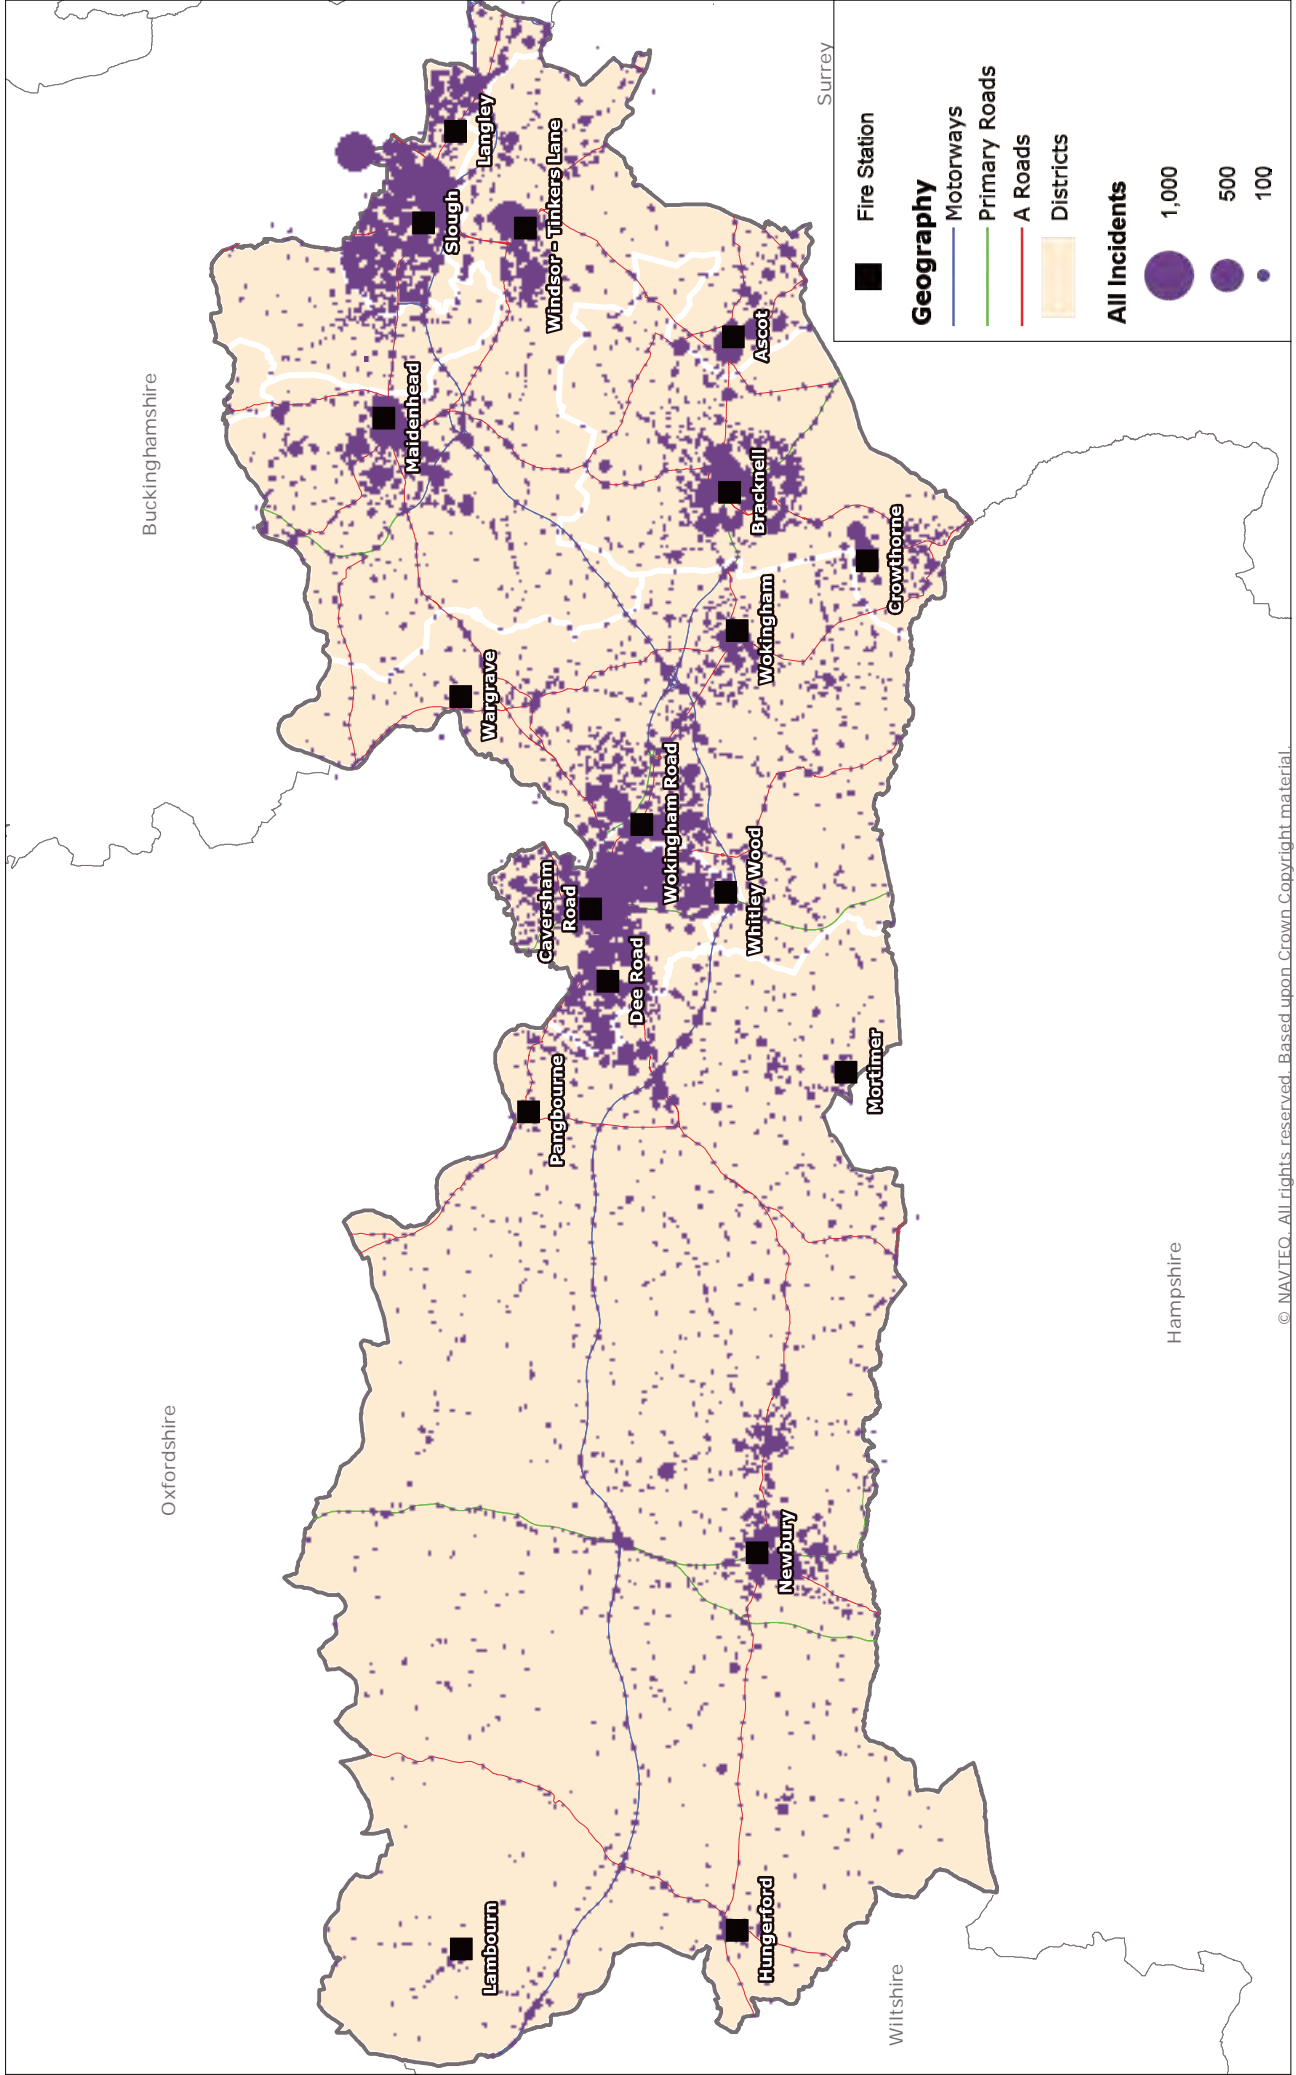 Oxfordshire
Buckinghamshire
Surrey
Hampshire
Wiltshire
Lambourn
Hungerford
Newbury
Pangbourne
Mortimer
Dee Road
Caversham
Road
Whitley Wood
Wokingham Road
Wargrave
Wokingham
Crowthorne
Bracknell
Maidenhead
Ascot
Slough
Windsor - Tinkers Lane
Langley
Fire Station
Geography
Motorways
Primary Roads
A Roads
Districts
All Incidents
1,000
500
100
© NAVTEQ. All rights reserved. Based upon Crown Copyright material.